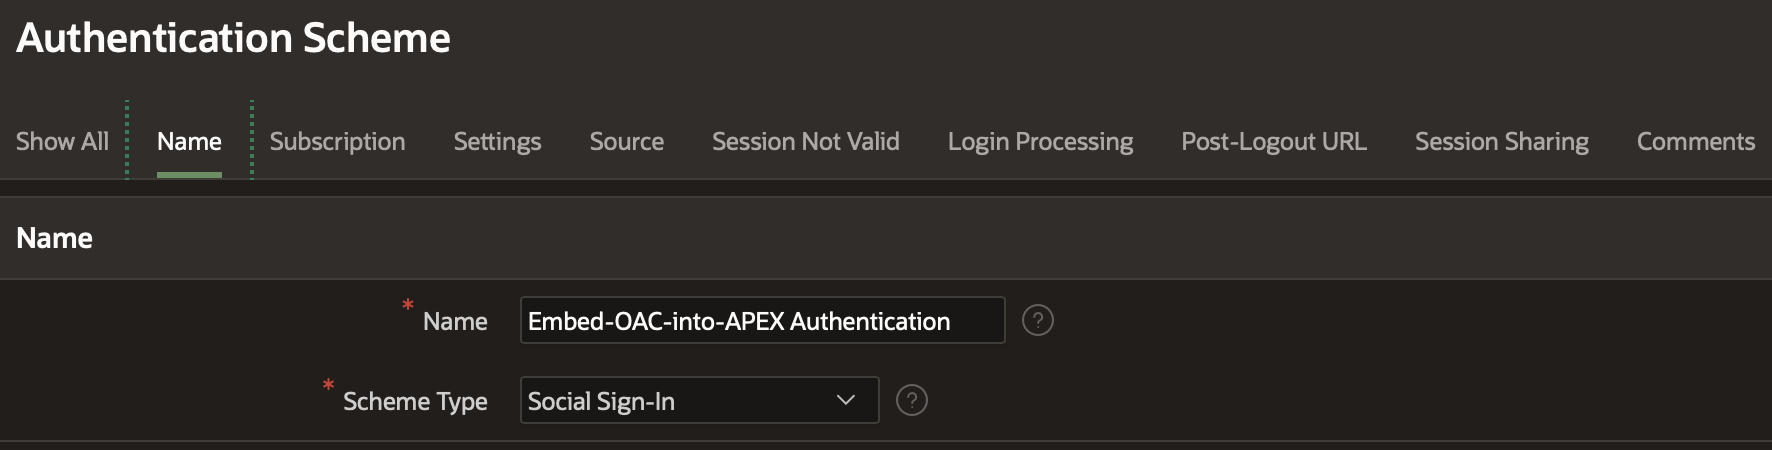 Authentication Scheme
Show All Name Subscription Settings Source Session Not Valid Login Processing Post-Logout URL Session Sharing Comments
Name
* Name Embed-OAC-into-APEX Authentication ?
* Scheme Type Social Sign-In ?